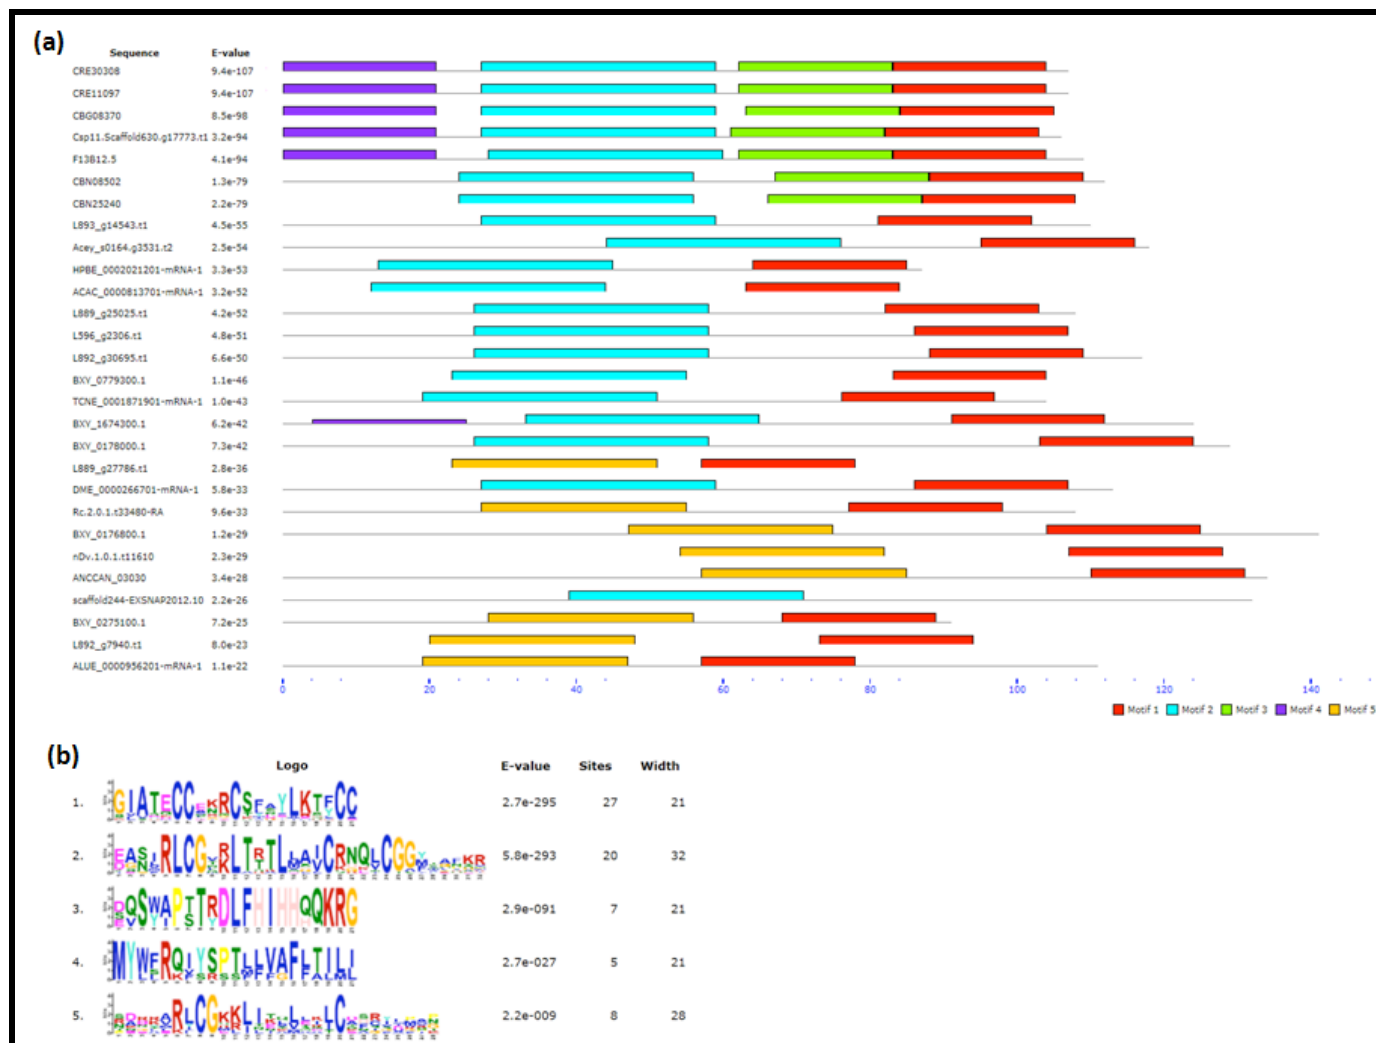 (a)
Sequence E-value
CRE30308 9.4e-107
CRE11097 9.4e-107
CBG08370 8.5e-98
Csp11.Scaffold630.g17773.t1 3.2e-94
F13B12.5 4.1e-94
CBN08502 1.3e-79
CBN25240 2.2e-79
L893_g14543.t1 4.5e-55
Acey_s0164.g3531.t2 2.5e-54
HPBE_0002021201-mRNA-1 3.3e-53
ACAC_0000813701-mRNA-1 3.2e-52
L889_g25025.t1 4.2e-52
L596_g2306.t1 4.8e-51
L892_g30695.t1 6.6e-50
BXY_0779300.1 1.1e-46
TCNE_0001871901-mRNA-1 1.0e-43
BXY_1674300.1 6.2e-42
BXY_0178000.1 7.3e-42
L889_g27786.t1 2.8e-36
DME_0000266701-mRNA-1 5.8e-33
Rc.2.0.1.t33480-RA 9.6e-33
BXY_0176800.1 1.2e-29
nDv.1.0.1.t11610 2.3e-29
ANCCAN_03030 3.4e-28
scaffold244-EXSNAP2012.10 2.2e-26
BXY_0275100.1 7.2e-25
L892_g7940.t1 8.0e-23
ALUE_0000956201-mRNA-1 1.1e-22
0 20 40 60 80 100 120 140
Motif 1 Motif 2 Motif 3 Motif 4 Motif 5
(b)
Logo E-value Sites Width
1. 2.7e-295 27 21
2. 5.8e-293 20 32
3. 2.9e-091 7 21
4. 2.7e-027 5 21
5. 2.2e-009 8 28